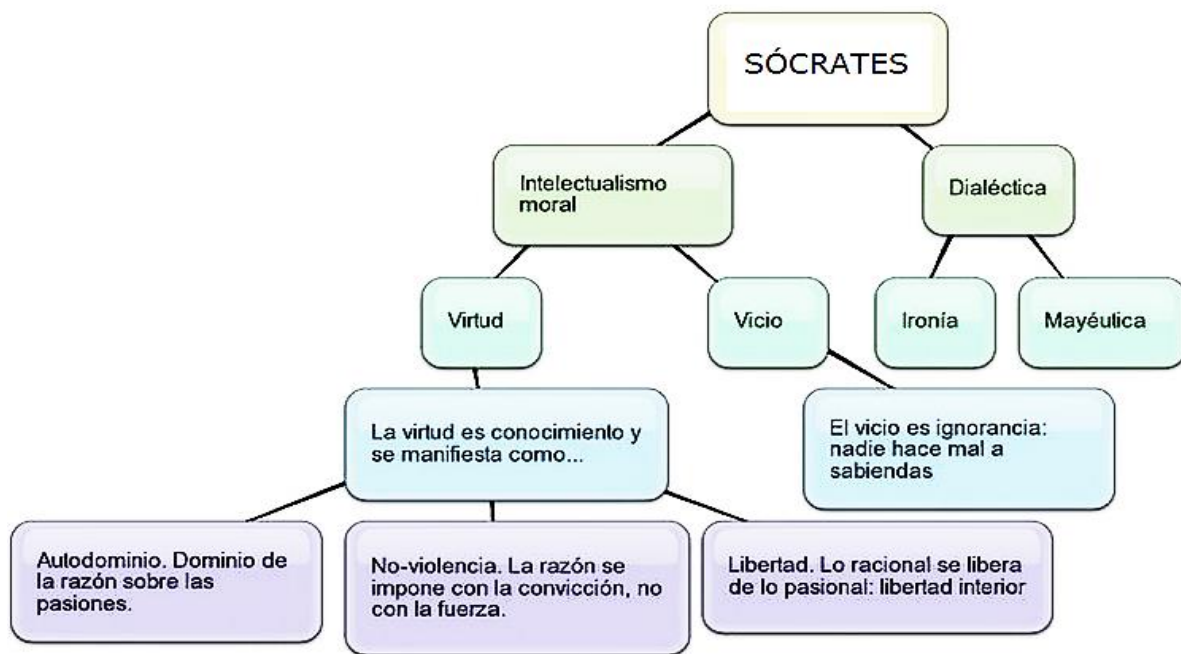 SÓCRATES
Intelectualismo
moral
Dialéctica
Virtud
Vicio
Ironía
Mayéutica
La virtud es conocimiento y
se manifiesta como...
El vicio es ignorancia:
nadie hace mal a
sabiendas
Autodominio. Dominio de
la razón sobre las
pasiones.
No-violencia. La razón se
impone con la convicción, no
con la fuerza.
Libertad. Lo racional se libera
de lo pasional: libertad interior